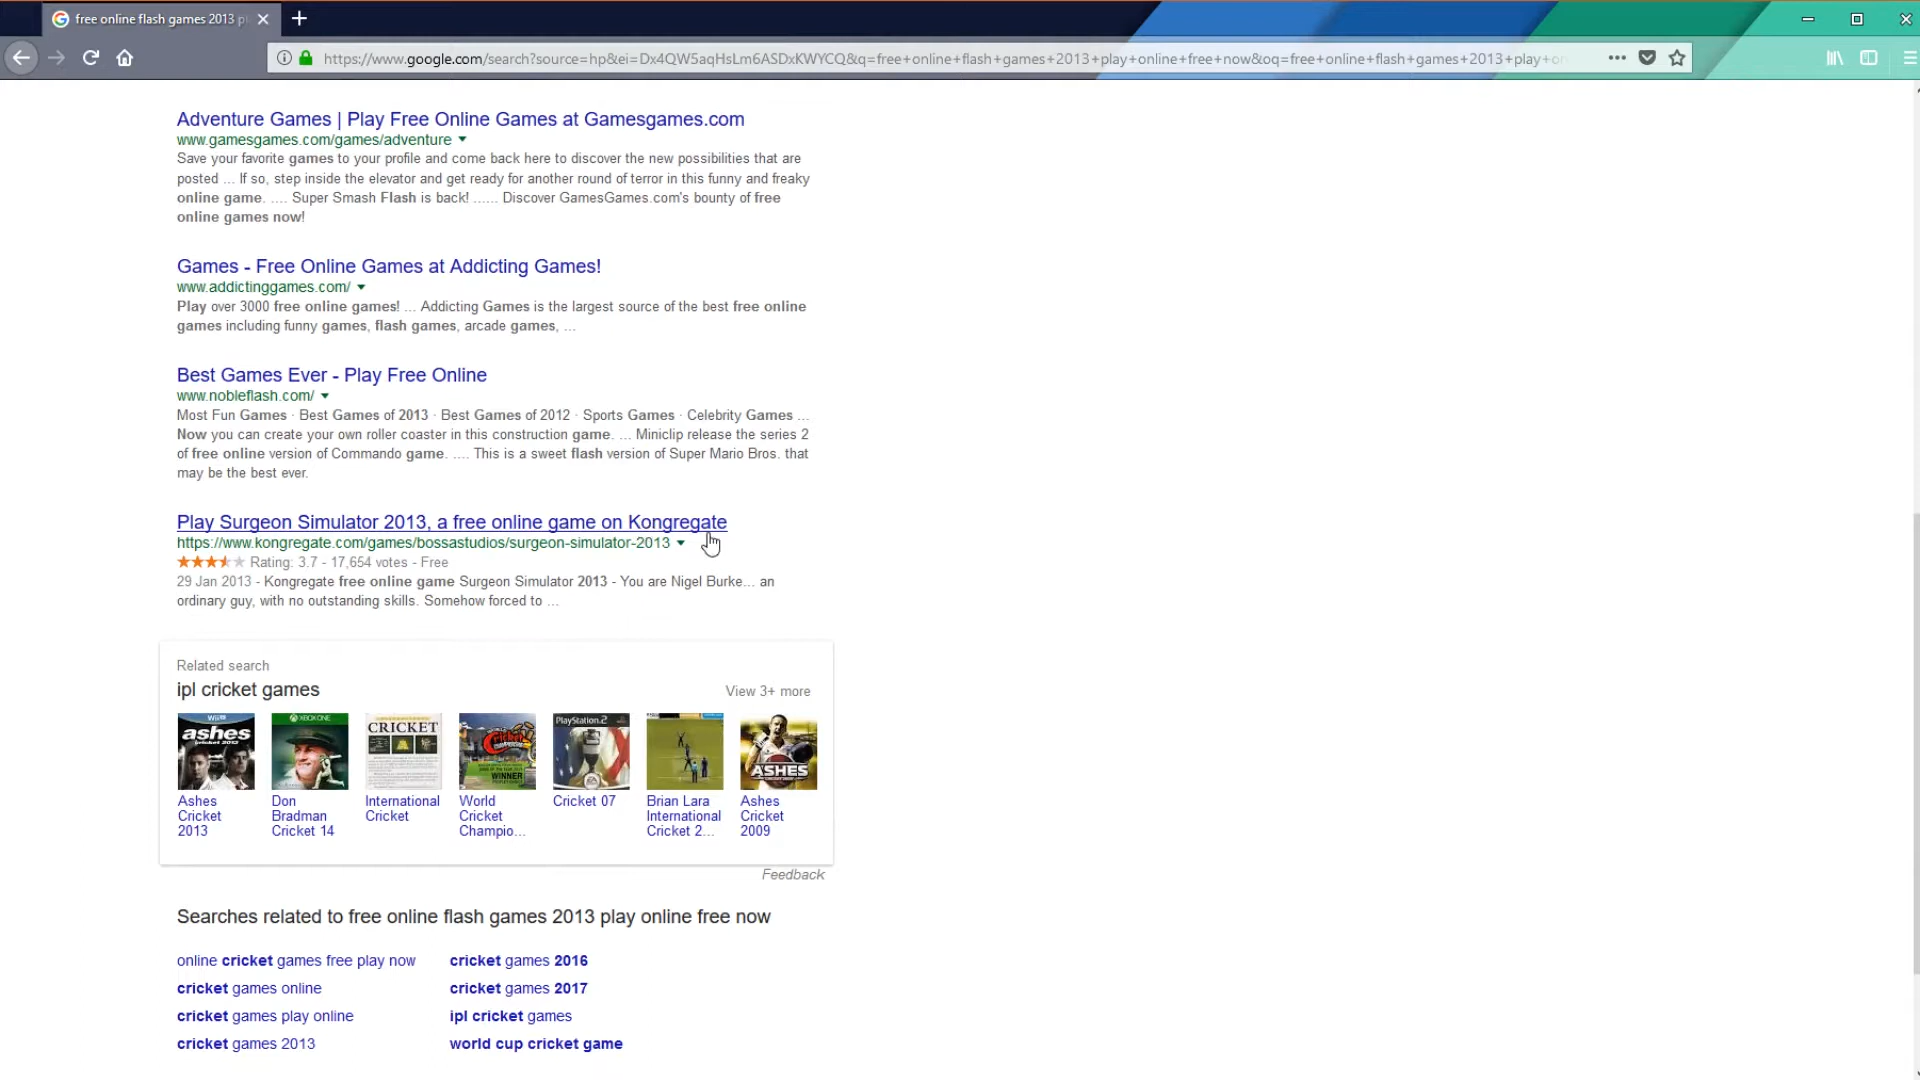 free online flash games 2013 pl
https://www.google.com/search?source=hp&ei=Dx4QW5aqHsLm6ASDxKWYCQ&q=free+online+flash+games+2013+play+online+free+now&oq=free+online+flash+games+2013+play+or
Adventure Games | Play Free Online Games at Gamesgames.com
www.gamesgames.com/games/adventure
Save your favorite games to your profile and come back here to discover the new possibilities that are
posted ... If so, step inside the elevator and get ready for another round of terror in this funny and freaky
online game. .... Super Smash Flash is back! ...... Discover GamesGames.com's bounty of free
online games now!
Games - Free Online Games at Addicting Games!
www.addictinggames.com/
Play over 3000 free online games! ... Addicting Games is the largest source of the best free online
games including funny games, flash games, arcade games, ...
Best Games Ever - Play Free Online
www.nobleflash.com/
Most Fun Games · Best Games of 2013 · Best Games of 2012 · Sports Games · Celebrity Games ...
Now you can create your own roller coaster in this construction game. ... Miniclip release the series 2
of free online version of Commando game. .... This is a sweet flash version of Super Mario Bros. that
may be the best ever.
Play Surgeon Simulator 2013, a free online game on Kongregate
https://www.kongregate.com/games/bossastudios/surgeon-simulator-2013
Rating: 3.7 - 17,654 votes - Free
29 Jan 2013 - Kongregate free online game Surgeon Simulator 2013 - You are Nigel Burke... an
ordinary guy, with no outstanding skills. Somehow forced to ...
Related search
ipl cricket games
View 3+ more
WiiU
ashes
cricket 2013
XBOX ONE
CRICKET
Cricket
WINNER
PlayStation 2
ASHES
Ashes
Cricket
2013
Don
Bradman
Cricket 14
International
Cricket
World
Cricket
Champio...
Cricket 07
Brian Lara
International
Cricket 2...
Ashes
Cricket
2009
Feedback
Searches related to free online flash games 2013 play online free now
online cricket games free play now
cricket games 2016
cricket games online
cricket games 2017
cricket games play online
ipl cricket games
cricket games 2013
world cup cricket game